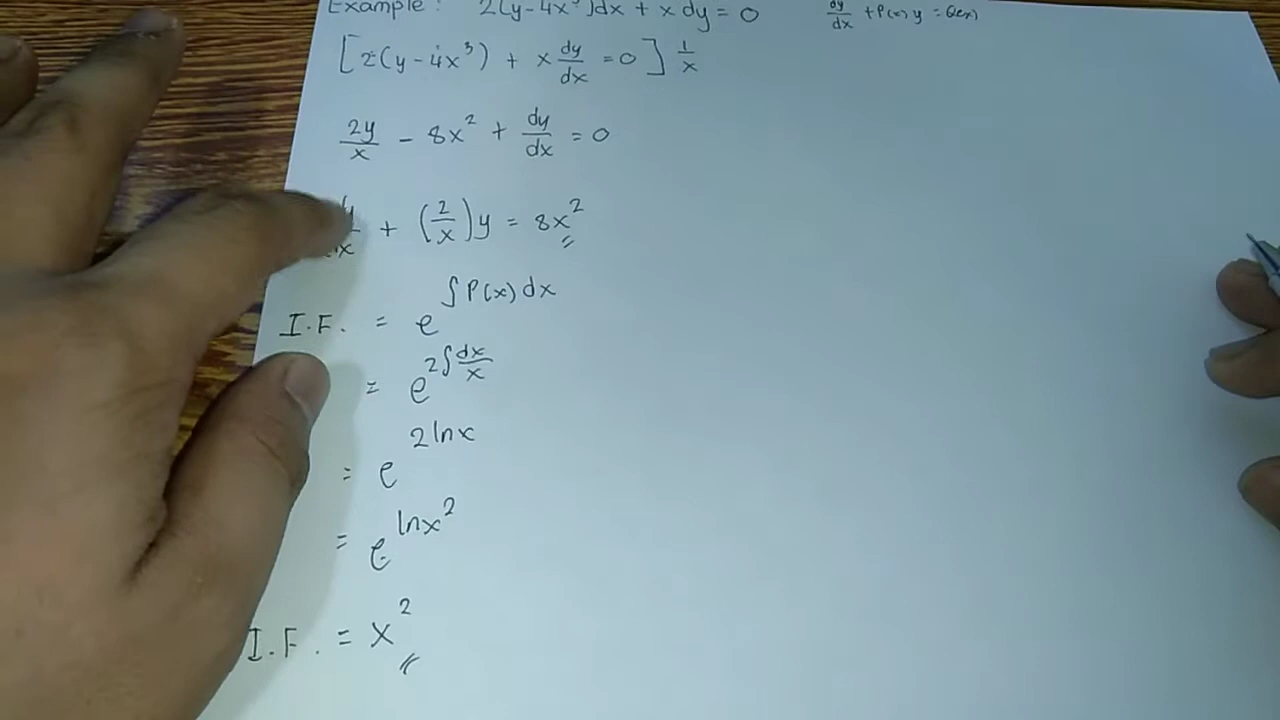 Example: 2(y-4x³)dx + x dy = 0
dy/dx + P(x) y = Q(x)
[2(y-4x³) + x dy/dx = 0] 1/x
2y/x - 8x² + dy/dx = 0
+ (2/x)y = 8x²
I.F. = e^∫P(x)dx
= e^2∫dx/x
= e^2lnx
= e^lnx²
I.F. = x²